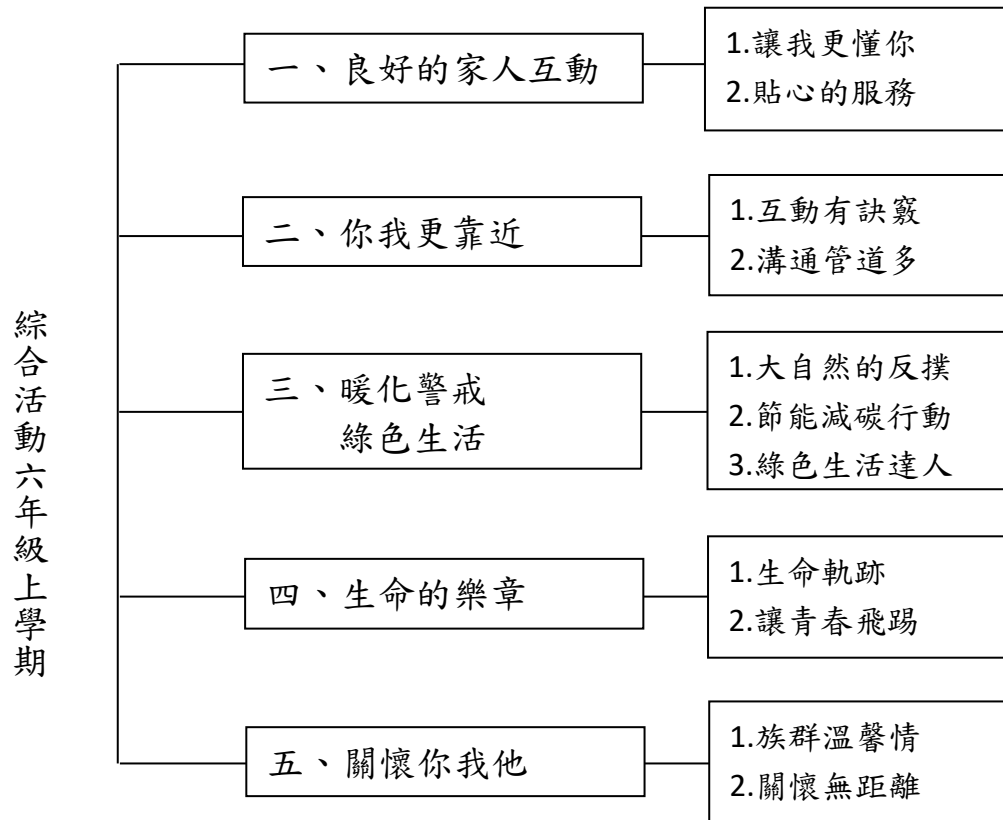 綜合活動六年級上學期
一、良好的家人互動
1.讓我更懂你
2.貼心的服務
二、你我更靠近
1.互動有訣竅
2.溝通管道多
三、暖化警戒
綠色生活
1.大自然的反撲
2.節能減碳行動
3.綠色生活達人
四、生命的樂章
1.生命軌跡
2.讓青春飛踢
五、關懷你我他
1.族群溫馨情
2.關懷無距離